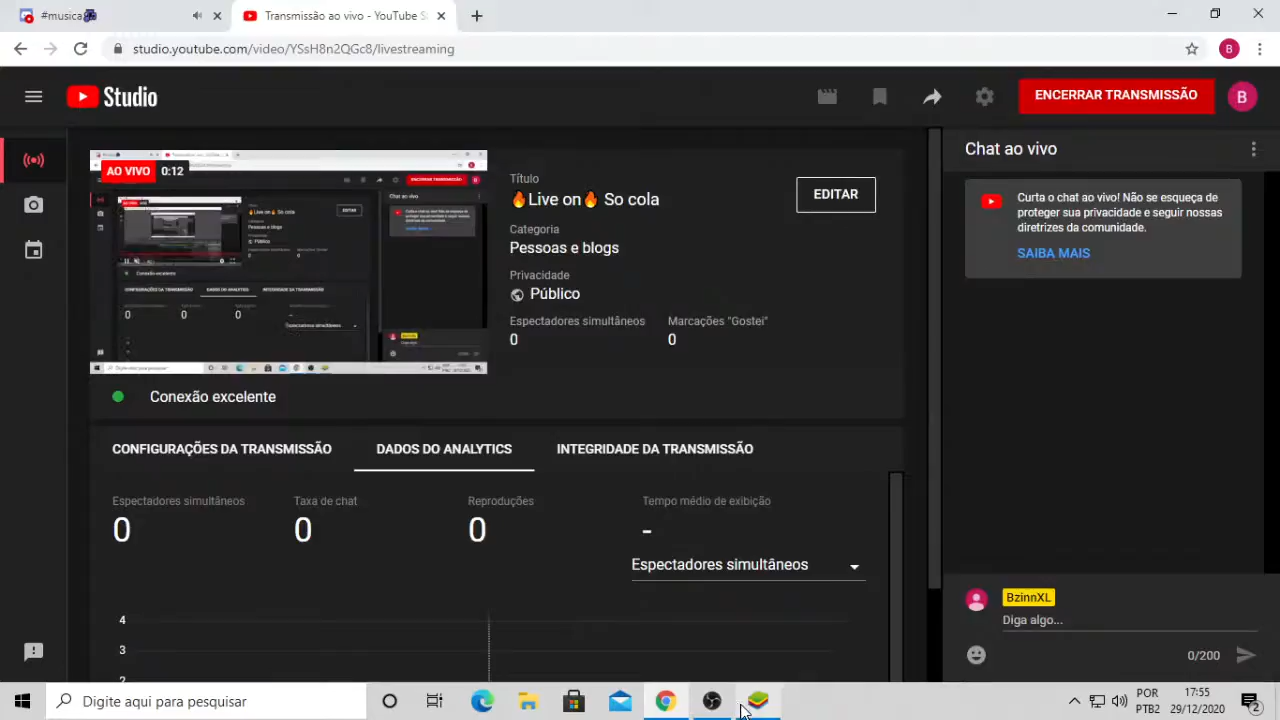 #musica
Transmissão ao vivo - YouTube S
studio.youtube.com/video/YSsH8n2QGc8/livestreaming
B
Studio
ENCERRAR TRANSMISSÃO
B
AO VIVO 0:12
Título
🔥Live on🔥 So cola
EDITAR
Categoria
Pessoas e blogs
Privacidade
Público
Espectadores simultâneos
0
Marcações "Gostei"
0
Conexão excelente
CONFIGURAÇÕES DA TRANSMISSÃO
DADOS DO ANALYTICS
INTEGRIDADE DA TRANSMISSÃO
Espectadores simultâneos
0
Taxa de chat
0
Reproduções
0
Tempo médio de exibição
-
Espectadores simultâneos
4
3
2
Chat ao vivo
Curta o chat ao vivo! Não esqueça de
proteger sua privacidade e seguir nossas
diretrizes da comunidade.
SAIBA MAIS
BzinnXL
Diga algo...
0/200
Digite aqui para pesquisar
POR
PTB2
17:55
29/12/2020
2